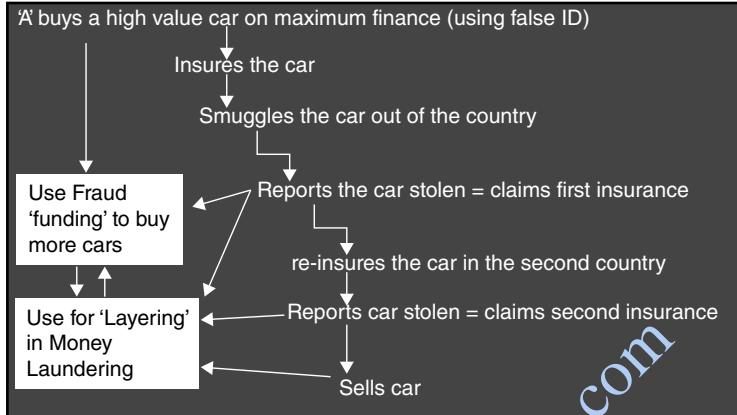 ‘A’ buys a high value car on maximum finance (using false ID)
Insures the car
Smuggles the car out of the country
Reports the car stolen = claims first insurance
Use Fraud
‘funding’ to buy
more cars
re-insures the car in the second country
Reports car stolen = claims second insurance
Use for ‘Layering’
in Money
Laundering
Sells car
com